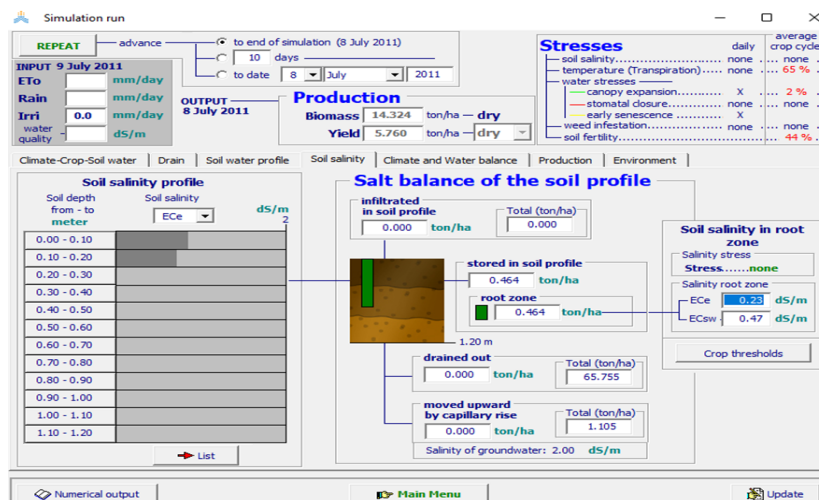 Simulation run
REPEAT
advance
to end of simulation (8 July 2011)
10 days
to date 8 July 2011
INPUT 9 July 2011
ETo mm/day
Rain mm/day
Irri 0.0 mm/day
water quality - dS/m
OUTPUT
8 July 2011
Production
Biomass 14.324 ton/ha dry
Yield 5.760 ton/ha dry
Stresses
daily
average
crop cycle
soil salinity none none
temperature (Transpiration)..... none 65 %
water stresses
canopy expansion X 2 %
stomatal closure none none
early senescence X
weed infestation none none
soil fertility 44 %
Climate-Crop-Soil water
Drain
Soil water profile
Soil salinity
Climate and Water balance
Production
Environment
Soil salinity profile
Soil depth
from - to
meter
Soil salinity
ECe
dS/m
2
0.00 - 0.10
0.10 - 0.20
0.20 - 0.30
0.30 - 0.40
0.40 - 0.50
0.50 - 0.60
0.60 - 0.70
0.70 - 0.80
0.80 - 0.90
0.90 - 1.00
1.00 - 1.10
1.10 - 1.20
List
Salt balance of the soil profile
infiltrated
in soil profile
0.000 ton/ha
Total (ton/ha)
0.000
stored in soil profile
0.464 ton/ha
root zone
0.464 ton/ha
1.20 m
drained out
0.000 ton/ha
Total (ton/ha)
65.755
moved upward
by capillary rise
0.000 ton/ha
Total (ton/ha)
1.105
Salinity of groundwater: 2.00 dS/m
Soil salinity in root
zone
Salinity stress
Stress......none
Salinity root zone
ECe 0.23 dS/m
ECsw 0.47 dS/m
Crop thresholds
Numerical output
Main Menu
Update